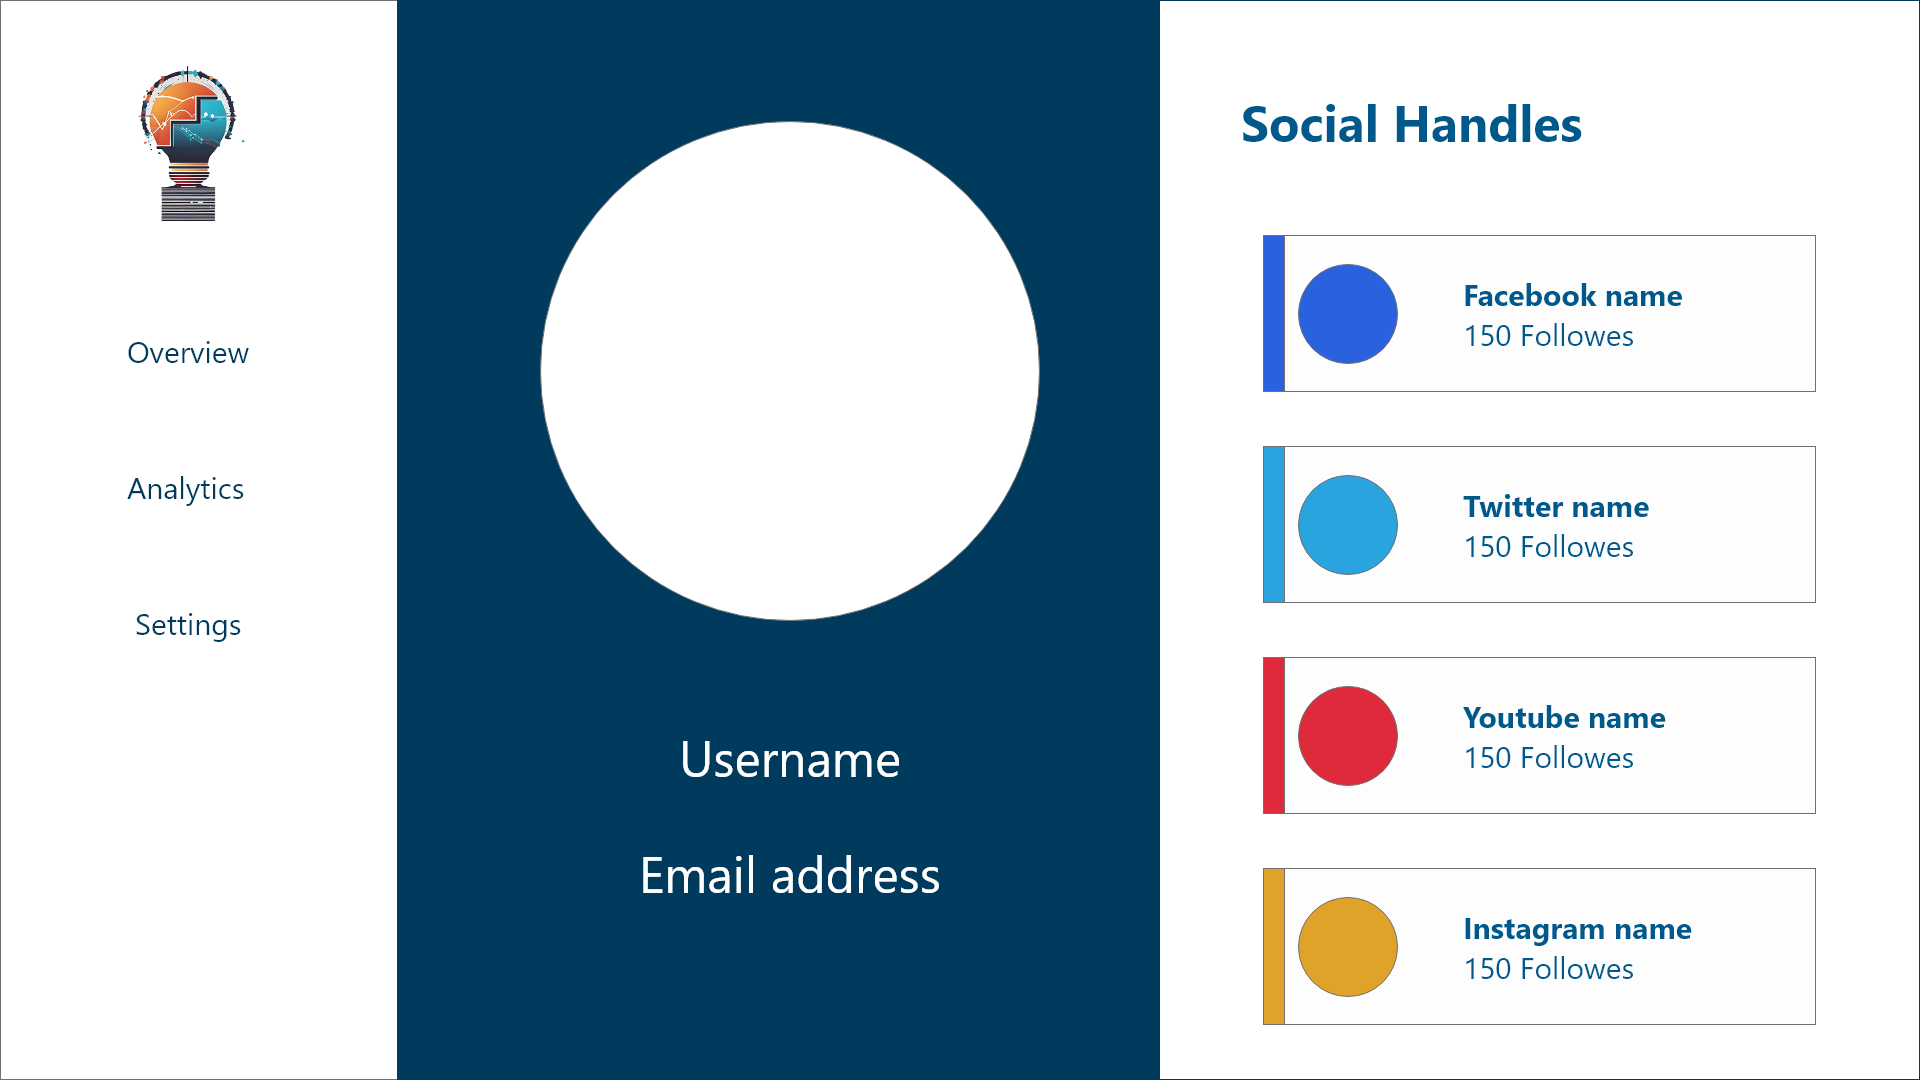 Overview
Analytics
Settings
Username
Email address
Social Handles
Facebook name
150 Followes
Twitter name
150 Followes
Youtube name
150 Followes
Instagram name
150 Followes